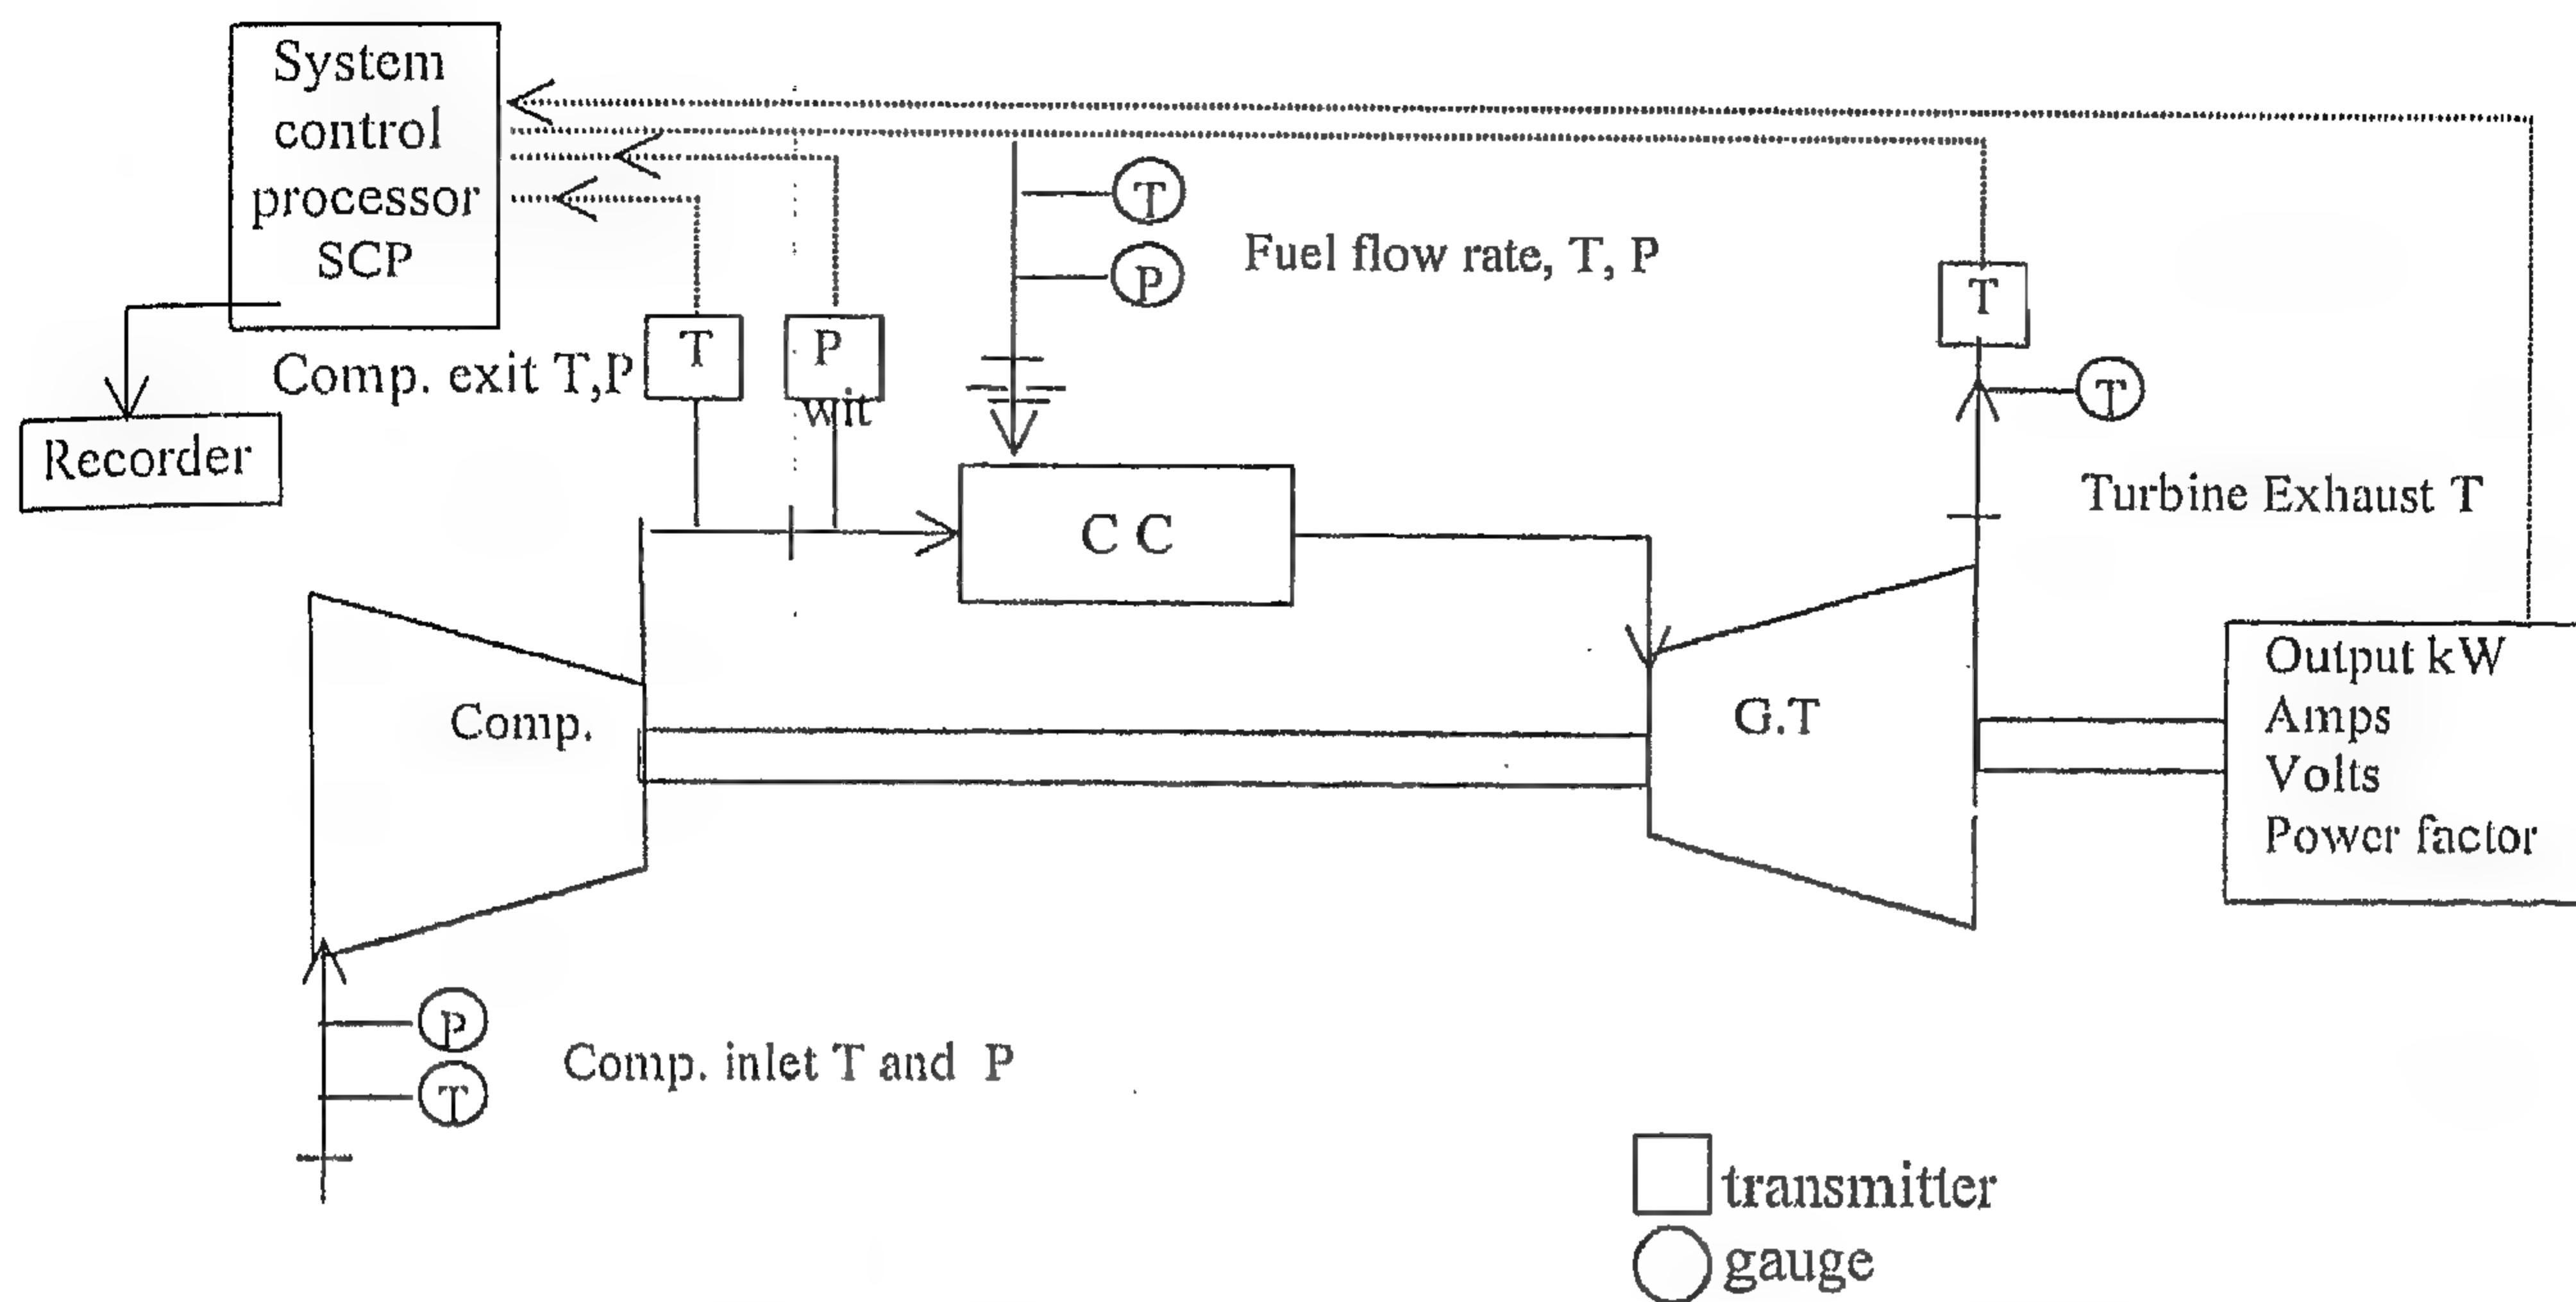 System
control
processor
SCP
T
P
Fuel flow rate, T, P
T
Comp. exit T,P
T
P
wit
T
Recorder
C C
Turbine Exhaust T
Comp.
G.T
Output kW
Amps
Volts
Power factor
P
T
Comp. inlet T and P
transmitter
gauge